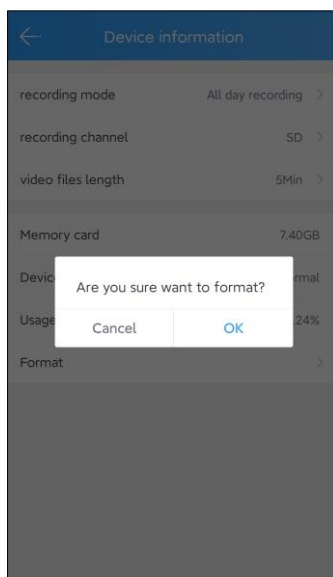 Device information
recording mode All day recording
recording channel SD
video files length 5Min
Memory card 7.40GB
Are you sure want to format?
Cancel OK
24%
Format